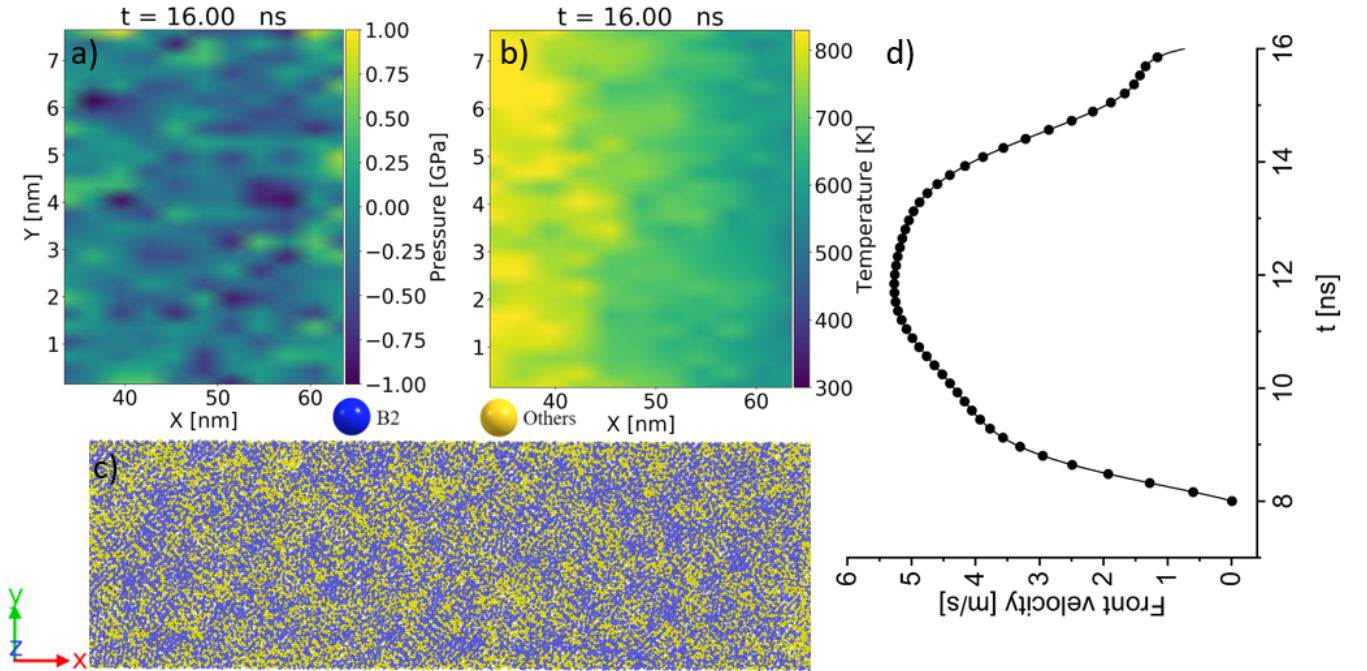 t = 16.00 ns
a)
7
6
5
4
3
2
1
Y [nm]
40
50
60
X [nm]
1.00
0.75
0.50
0.25
0.00
−0.25
−0.50
−0.75
−1.00
Pressure [GPa]
t = 16.00 ns
b)
7
6
5
4
3
2
1
40
50
60
X [nm]
800
700
600
500
400
300
Temperature [K]
B2
Others
c)
y
z
x
d)
16
14
12
10
8
t [ns]
6
5
4
3
2
1
0
Front velocity [m/s]